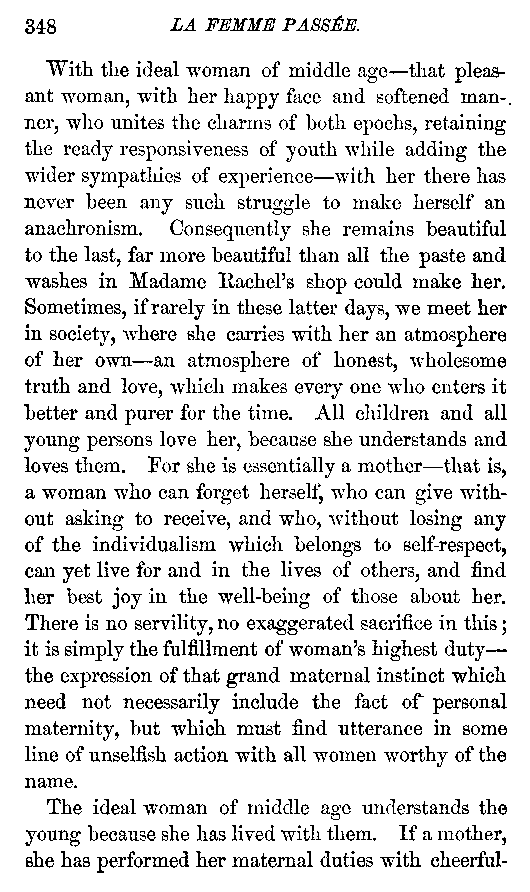 348 LA FEMME PASSÉE.
With the ideal woman of middle age—that pleas-
ant woman, with her happy face and softened man-
ner, who unites the charms of both epochs, retaining
the ready responsiveness of youth while adding the
wider sympathies of experience—with her there has
never been any such struggle to make herself an
anachronism. Consequently she remains beautiful
to the last, far more beautiful than all the paste and
washes in Madame Rachel's shop could make her.
Sometimes, if rarely in these latter days, we meet her
in society, where she carries with her an atmosphere
of her own—an atmosphere of honest, wholesome
truth and love, which makes every one who enters it
better and purer for the time. All children and all
young persons love her, because she understands and
loves them. For she is essentially a mother—that is,
a woman who can forget herself, who can give with-
out asking to receive, and who, without losing any
of the individualism which belongs to self-respect,
can yet live for and in the lives of others, and find
her best joy in the well-being of those about her.
There is no servility, no exaggerated sacrifice in this;
it is simply the fulfillment of woman's highest duty—
the expression of that grand maternal instinct which
need not necessarily include the fact of personal
maternity, but which must find utterance in some
line of unselfish action with all women worthy of the
name.
The ideal woman of middle age understands the
young because she has lived with them. If a mother,
she has performed her maternal duties with cheerful-